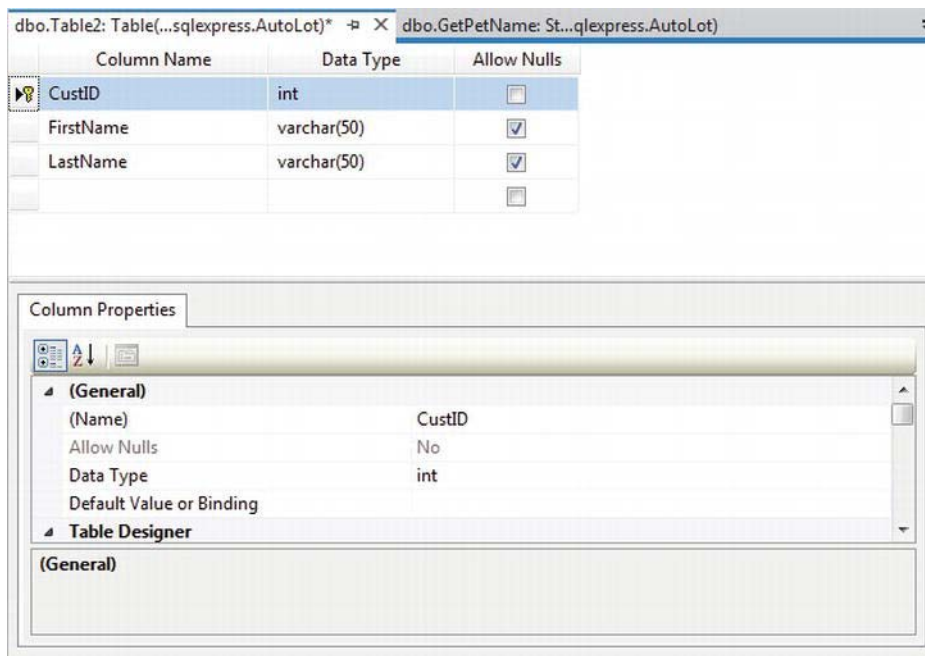 dbo.Table2: Table(...sqlexpress.AutoLot)* dbo.GetPetName: St...qlexpress.AutoLot)
Column Name Data Type Allow Nulls
CustID int
FirstName varchar(50)
LastName varchar(50)
Column Properties
(General)
(Name) CustID
Allow Nulls No
Data Type int
Default Value or Binding
Table Designer
(General)